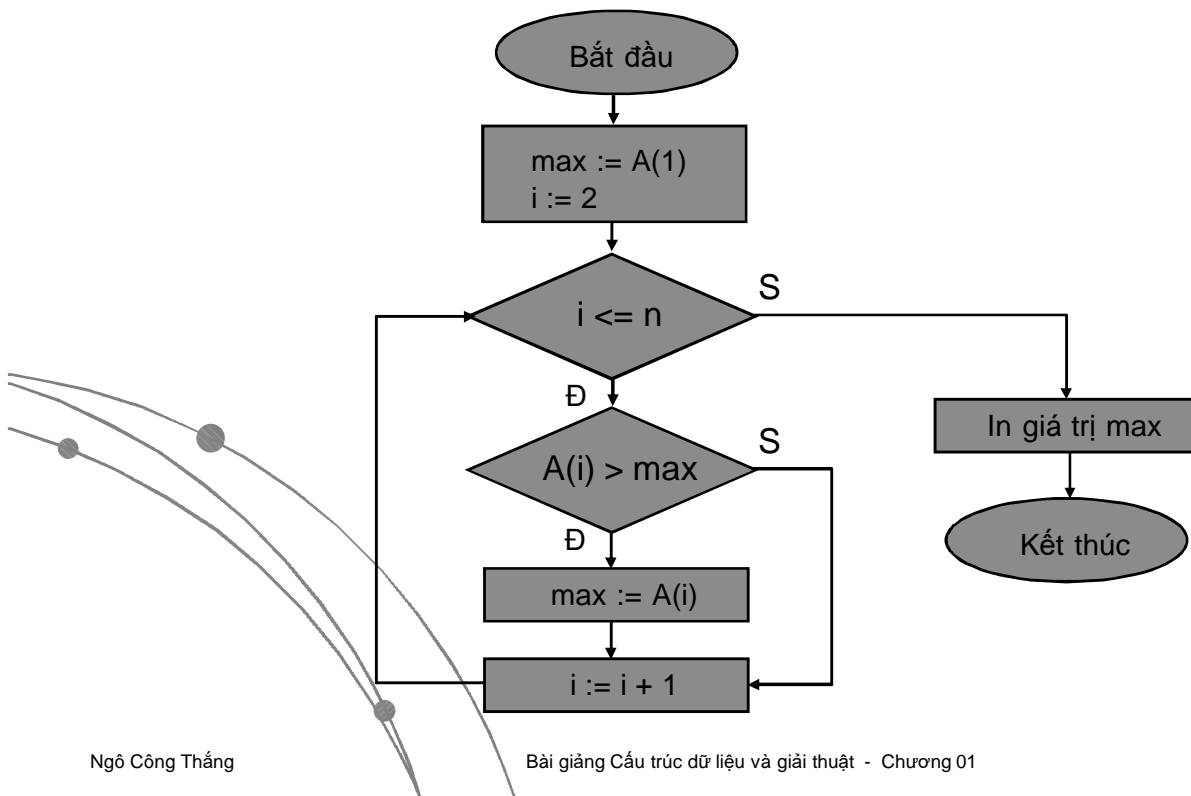 Bắt đầu
max := A(1)
i := 2
i <= n
S
Đ
A(i) > max
S
Đ
max := A(i)
i := i + 1
In giá trị max
Kết thúc
Ngô Công Thắng
Bài giảng Cấu trúc dữ liệu và giải thuật - Chương 01